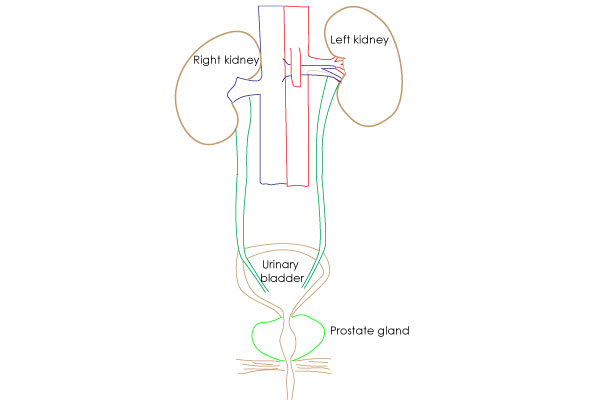 Left kidney
Right kidney
Urinary
bladder
Prostate gland